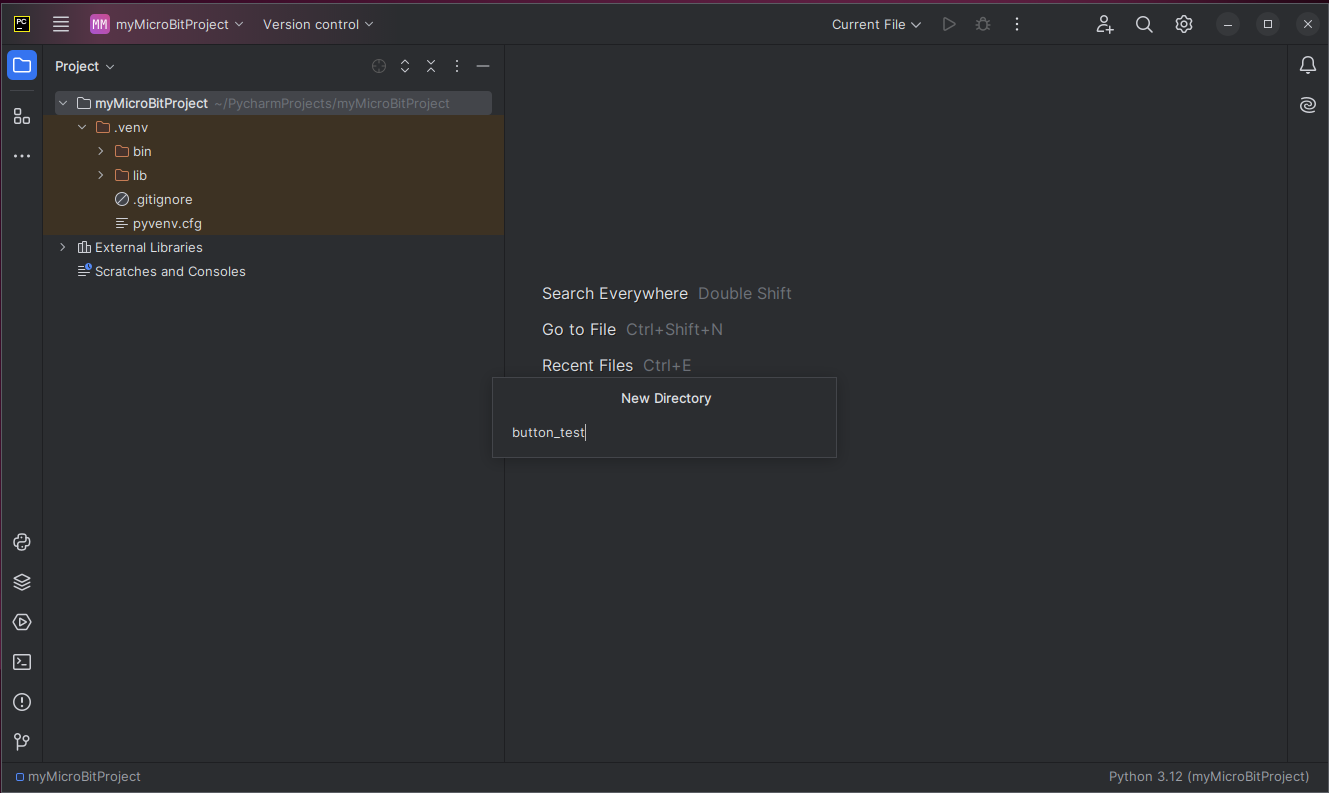 PC
MM myMicroBitProject
Version control
Current File
Project
myMicroBitProject ~/PycharmProjects/myMicroBitProject
.venv
bin
lib
.gitignore
pyvenv.cfg
External Libraries
Scratches and Consoles
Search Everywhere Double Shift
Go to File Ctrl+Shift+N
Recent Files Ctrl+E
New Directory
button_test
myMicroBitProject
Python 3.12 (myMicroBitProject)